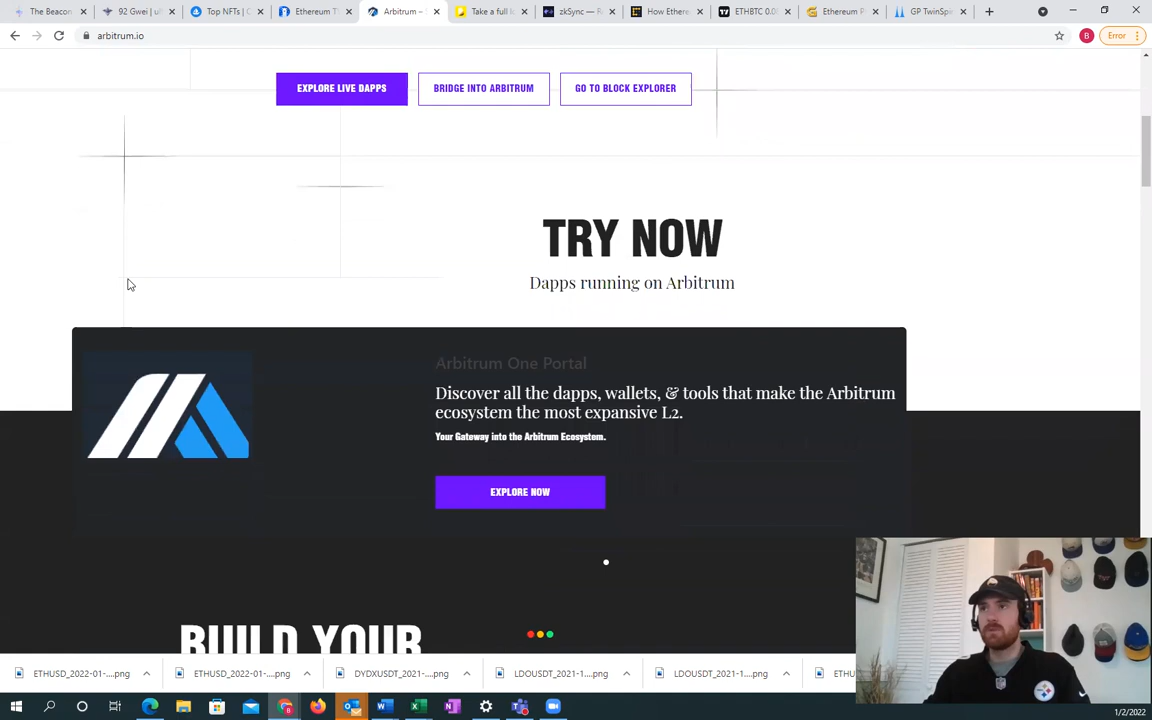 The Beacon
92 Gwei | ult
Top NFTs | C
Ethereum T
Arbitrum –
Take a full l
zkSync — R
How Ethere
ETHBTC 0.0
Ethereum P
GP TwinSp
arbitrum.io
B
Error
EXPLORE LIVE DAPPS
BRIDGE INTO ARBITRUM
GO TO BLOCK EXPLORER
TRY NOW
Dapps running on Arbitrum
Arbitrum One Portal
Discover all the dapps, wallets, & tools that make the Arbitrum
ecosystem the most expansive L2.
Your Gateway into the Arbitrum Ecosystem.
EXPLORE NOW
BUILD YOUR
ETHUSD_2022-01-....png
ETHUSD_2022-01-....png
DYDXUSDT_2021-....png
LDOUSDT_2021-1....png
LDOUSDT_2021-1....png
ETHU
1/2/2022